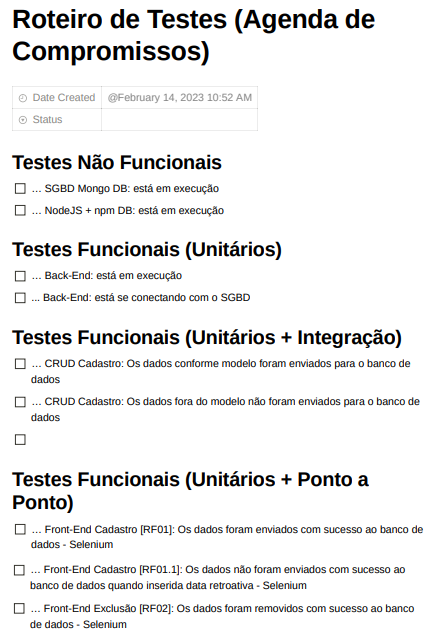 Roteiro de Testes (Agenda de
Compromissos)
Date Created @February 14, 2023 10:52 AM
Status
Testes Não Funcionais
… SGBD Mongo DB: está em execução
… NodeJS + npm DB: está em execução
Testes Funcionais (Unitários)
… Back-End: está em execução
... Back-End: está se conectando com o SGBD
Testes Funcionais (Unitários + Integração)
… CRUD Cadastro: Os dados conforme modelo foram enviados para o banco de
dados
… CRUD Cadastro: Os dados fora do modelo não foram enviados para o banco de
dados
Testes Funcionais (Unitários + Ponto a
Ponto)
… Front-End Cadastro [RF01]: Os dados foram enviados com sucesso ao banco de
dados - Selenium
… Front-End Cadastro [RF01.1]: Os dados não foram enviados com sucesso ao
banco de dados quando inserida data retroativa - Selenium
… Front-End Exclusão [RF02]: Os dados foram removidos com sucesso ao banco
de dados - Selenium